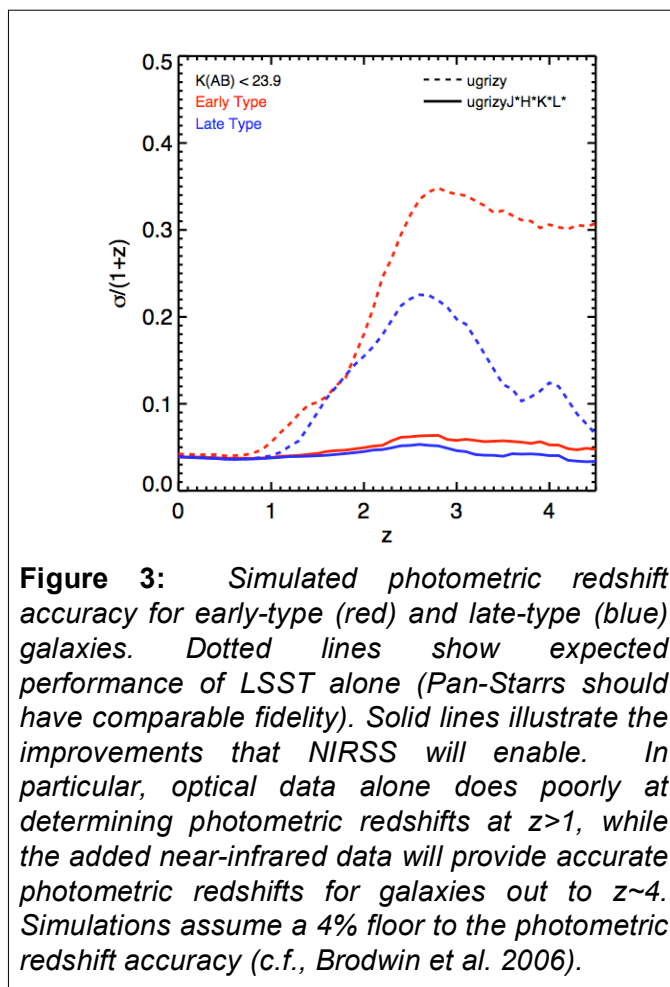 0.5
K(AB) < 23.9
Early Type
Late Type
ugrizy
ugrizyJ*H*K*L*
0.4
0.3
0.2
0.1
0.0
σ/(1+z)
0 1 2 3 4
z
Figure 3: Simulated photometric redshift
accuracy for early-type (red) and late-type (blue)
galaxies. Dotted lines show expected
performance of LSST alone (Pan-Starrs should
have comparable fidelity). Solid lines illustrate the
improvements that NIRSS will enable. In
particular, optical data alone does poorly at
determining photometric redshifts at z>1, while
the added near-infrared data will provide accurate
photometric redshifts for galaxies out to z~4.
Simulations assume a 4% floor to the photometric
redshift accuracy (c.f., Brodwin et al. 2006).